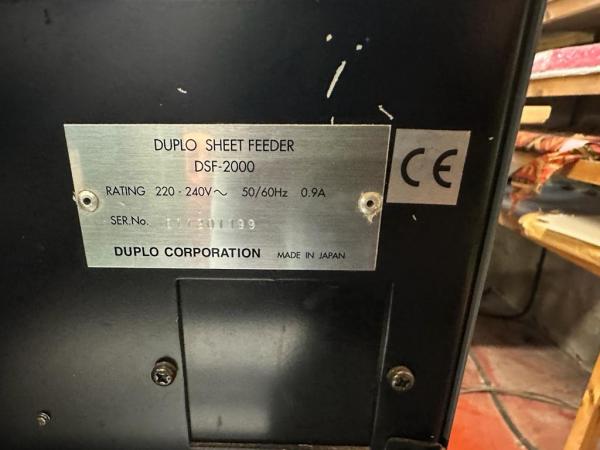 DUPLO SHEET FEEDER
DSF-2000
RATING 220 - 240V～ 50/60Hz 0.9A
SER.No.
DUPLO CORPORATION MADE IN JAPAN
CE